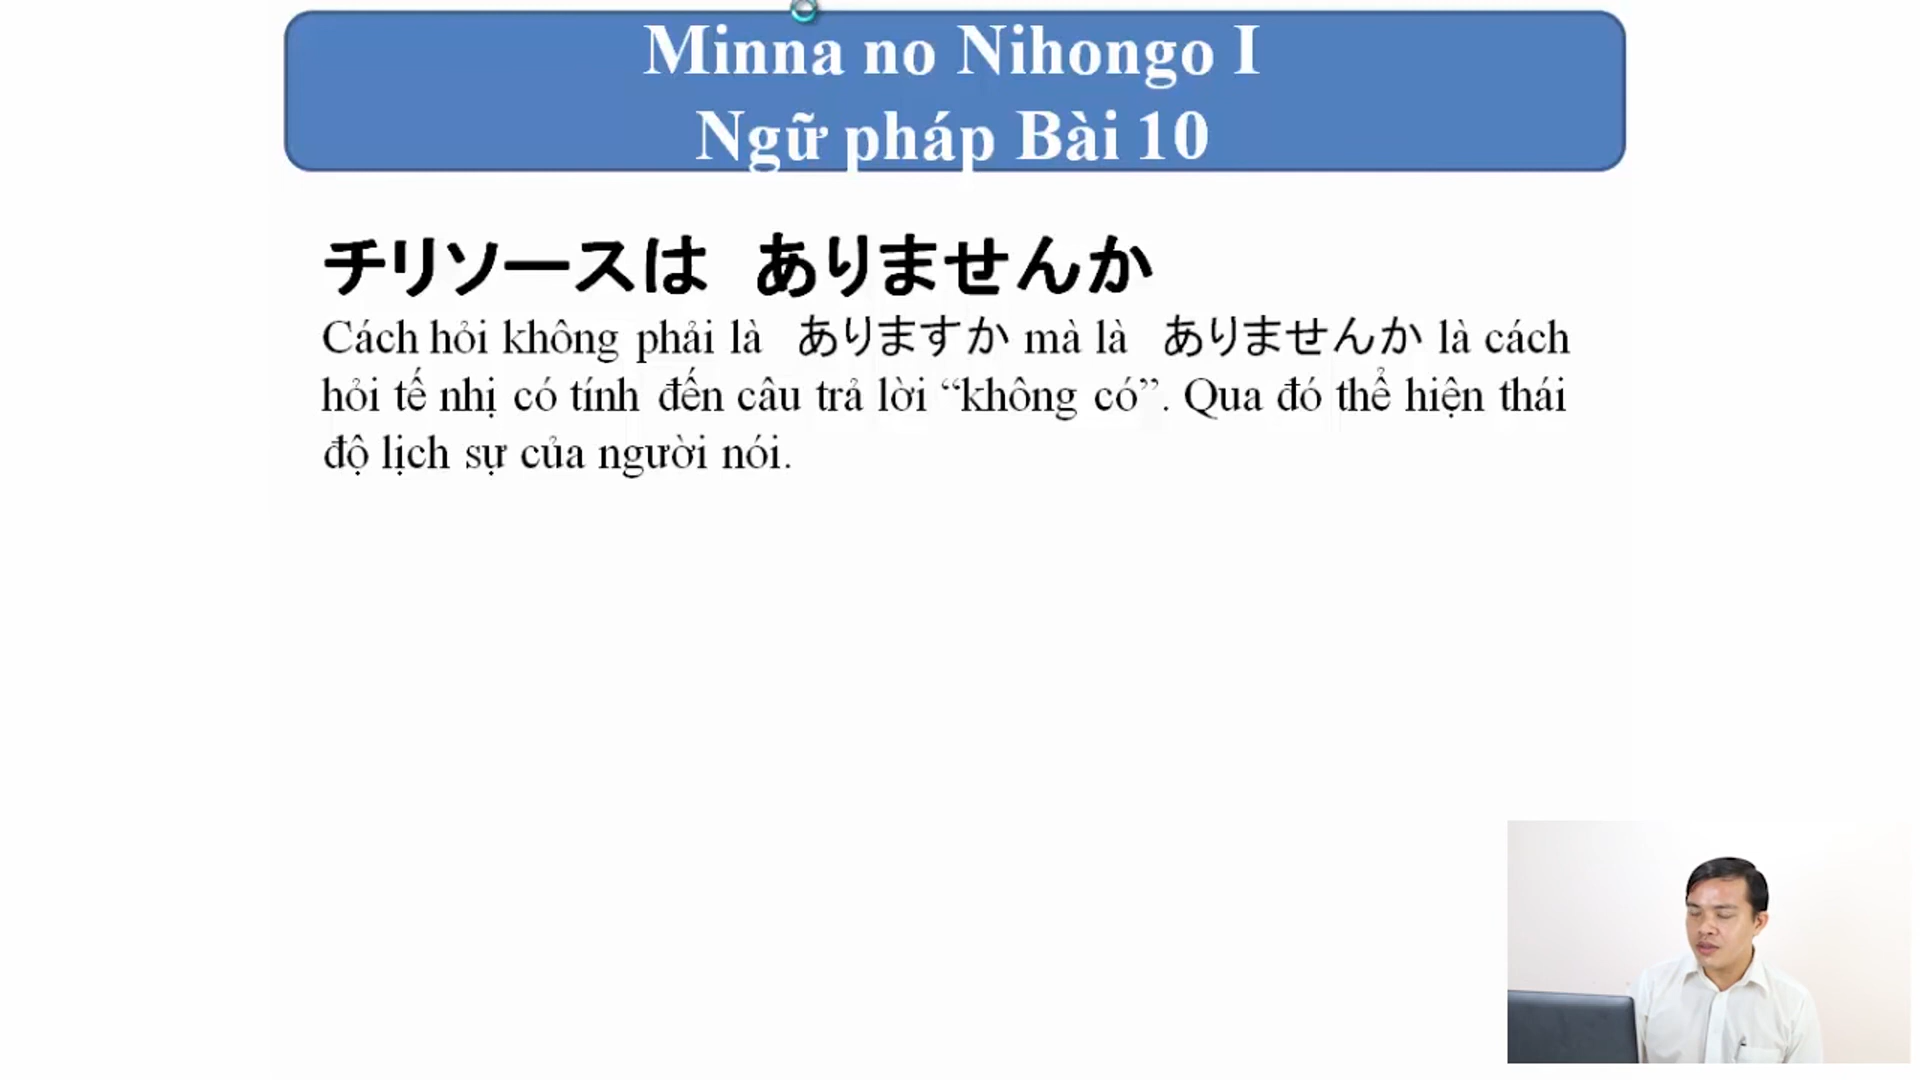 Minna no Nihongo I
Ngữ pháp Bài 10
チリソースは　ありませんか
Cách hỏi không phải là　ありますか mà là　ありませんか là cách
hỏi tế nhị có tính đến câu trả lời “không có”. Qua đó thể hiện thái
độ lịch sự của người nói.